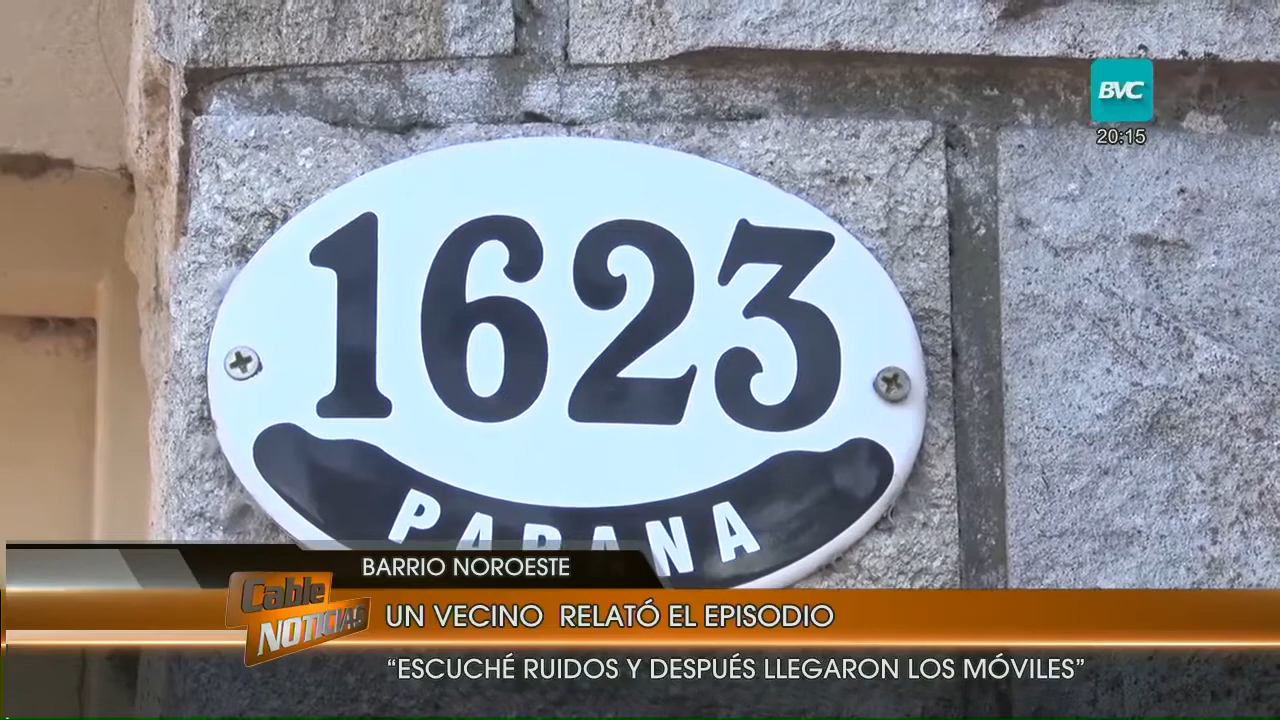 BVC
20:15
1623
PARANA
BARRIO NOROESTE
Cable
NOTICIAS
UN VECINO RELATÓ EL EPISODIO
“ESCUCHÉ RUIDOS Y DESPUÉS LLEGARON LOS MÓVILES”